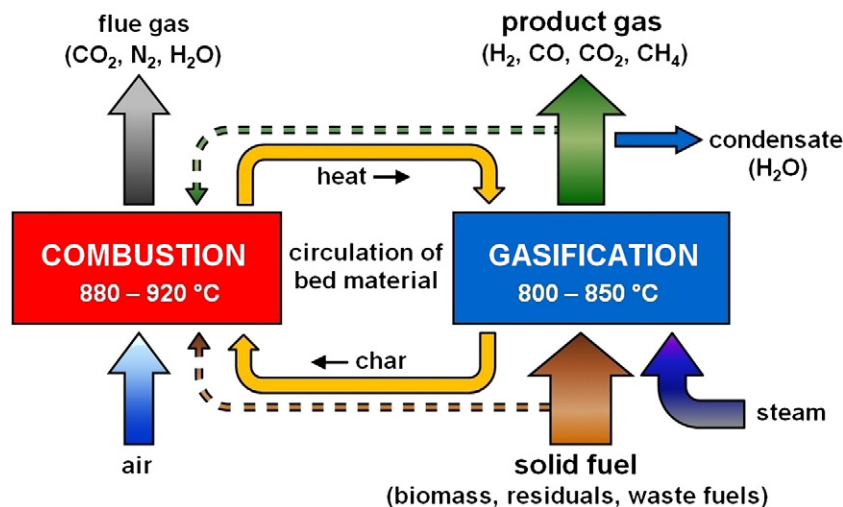 flue gas
(CO₂, N₂, H₂O)
product gas
(H₂, CO, CO₂, CH₄)
condensate
(H₂O)
heat →
COMBUSTION
880 – 920 °C
circulation of
bed material
GASIFICATION
800 – 850 °C
← char
air
steam
solid fuel
(biomass, residuals, waste fuels)